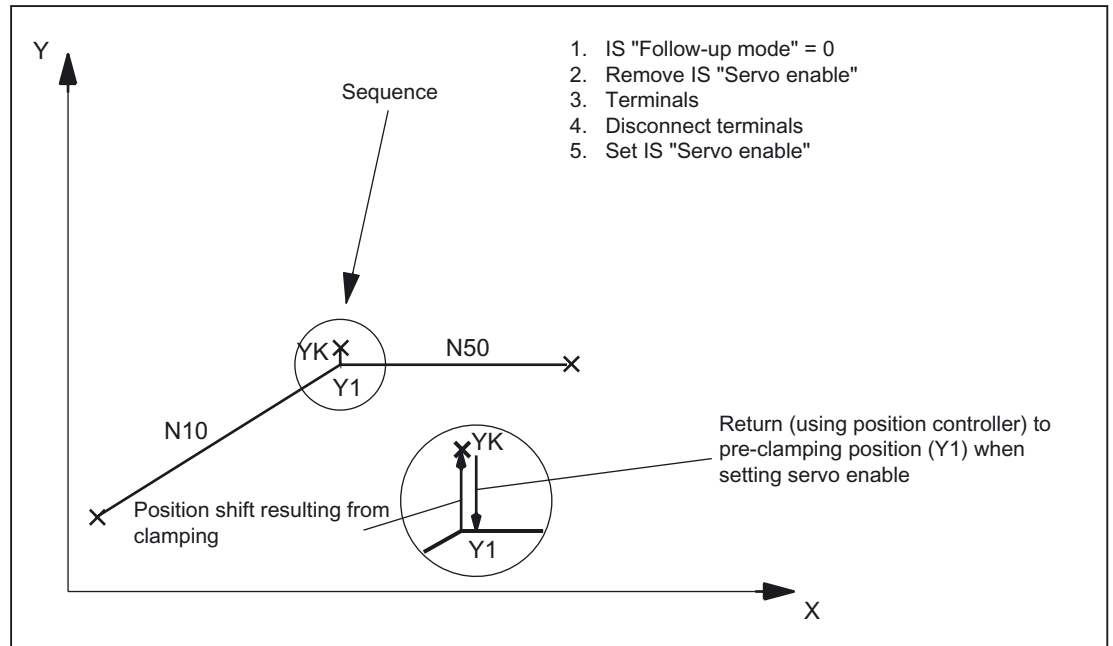 Y
1. IS "Follow-up mode" = 0
2. Remove IS "Servo enable"
3. Terminals
4. Disconnect terminals
5. Set IS "Servo enable"
Sequence
YK
N50
Y1
N10
YK
Return (using position controller) to
pre-clamping position (Y1) when
setting servo enable
Position shift resulting from
clamping
Y1
X